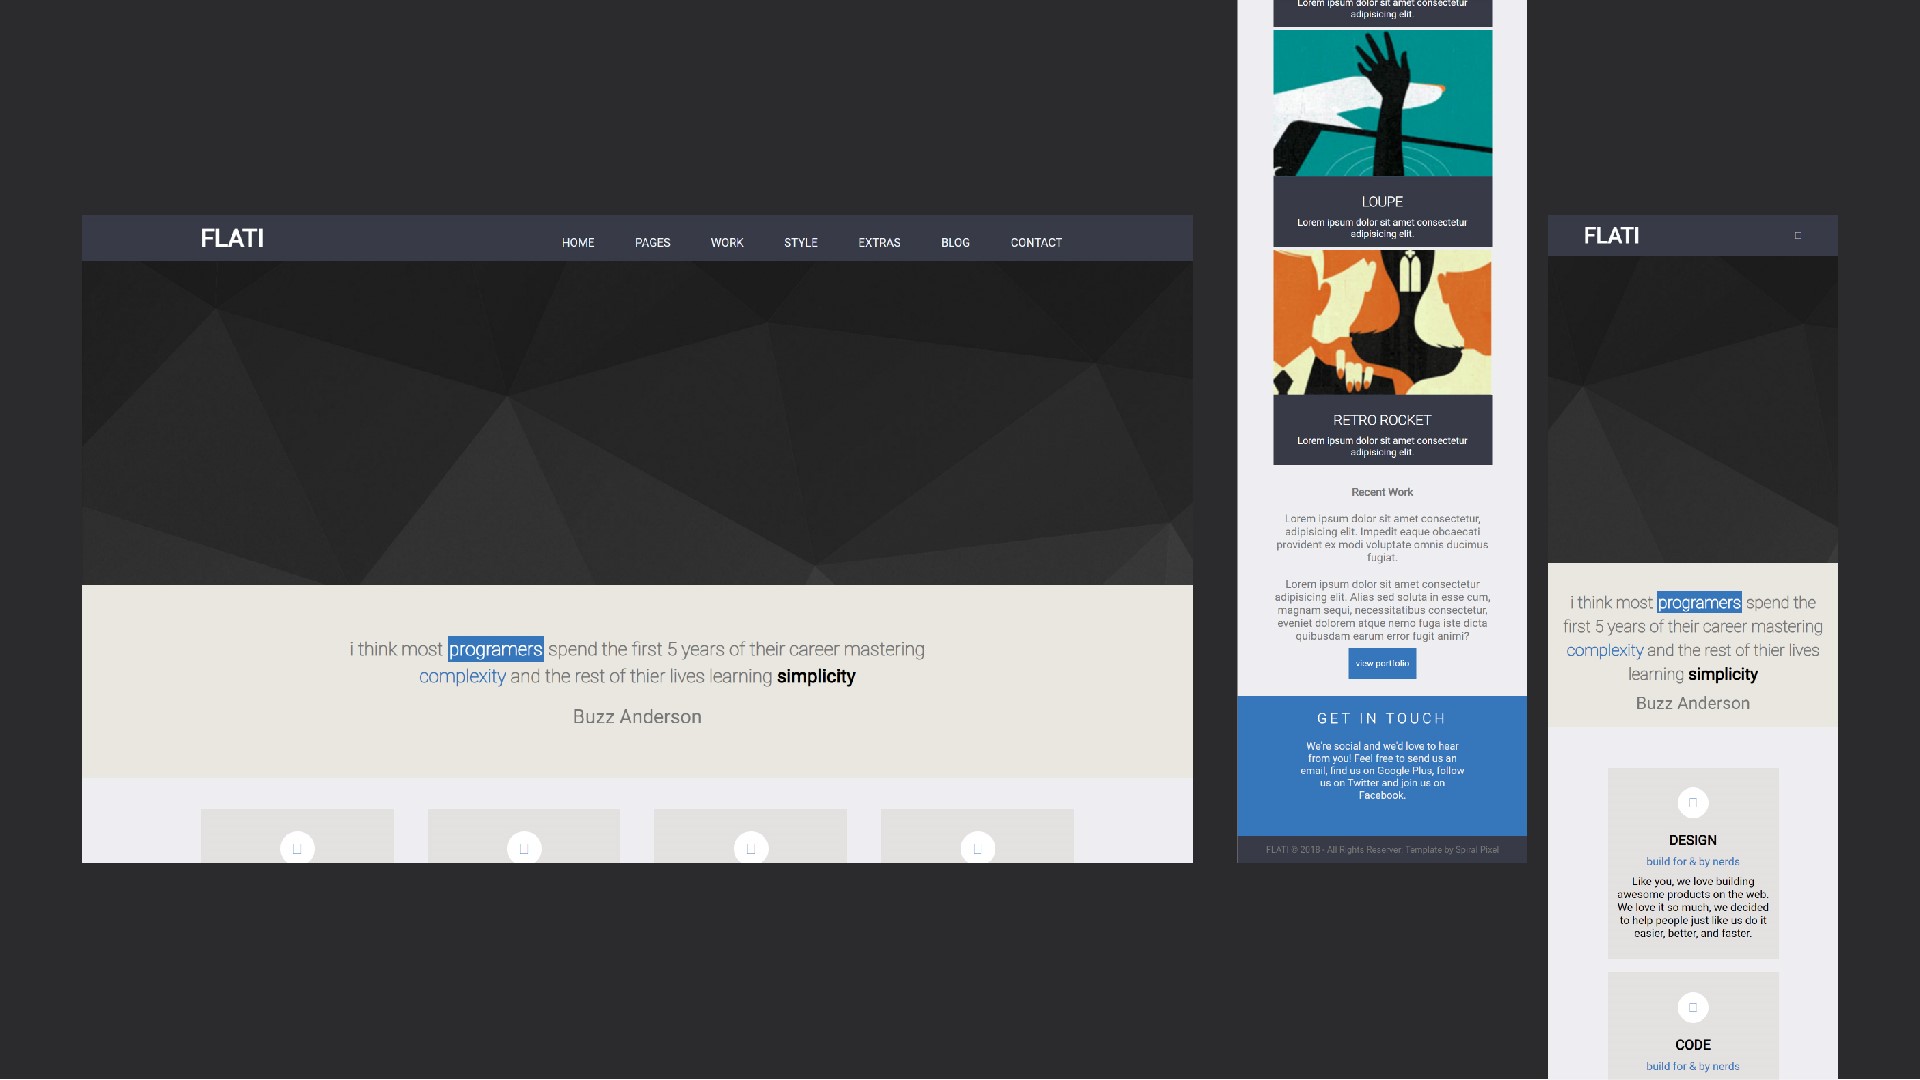 FLATI
HOME PAGES WORK STYLE EXTRAS BLOG CONTACT
i think most programers spend the first 5 years of their career mastering
complexity and the rest of thier lives learning simplicity
Buzz Anderson
Lorem ipsum dolor sit amet consectetur
adipisicing elit.
LOUPE
Lorem ipsum dolor sit amet consectetur
adipisicing elit.
RETRO ROCKET
Lorem ipsum dolor sit amet consectetur
adipisicing elit.
Recent Work
Lorem ipsum dolor sit amet consectetur,
adipisicing elit. Impedit eaque obcaecati
provident ex modi voluptate omnis ducimus
fugiat.
Lorem ipsum dolor sit amet consectetur
adipisicing elit. Alias sed soluta in esse cum,
magnam sequi, necessitatibus consectetur,
eveniet dolorem atque nemo fuga iste dicta
quibusdam earum error fugit animi?
view portfolio
GET IN TOUCH
We're social and we'd love to hear
from you! Feel free to send us an
email, find us on Google Plus, follow
us on Twitter and join us on
Facebook.
FLATI © 2018 - All Rights Reserver. Template by Spiral Pixel
FLATI
i think most programers spend the
first 5 years of their career mastering
complexity and the rest of thier lives
learning simplicity
Buzz Anderson
DESIGN
build for & by nerds
Like you, we love building
awesome products on the web.
We love it so much, we decided
to help people just like us do it
easier, better, and faster.
CODE
build for & by nerds